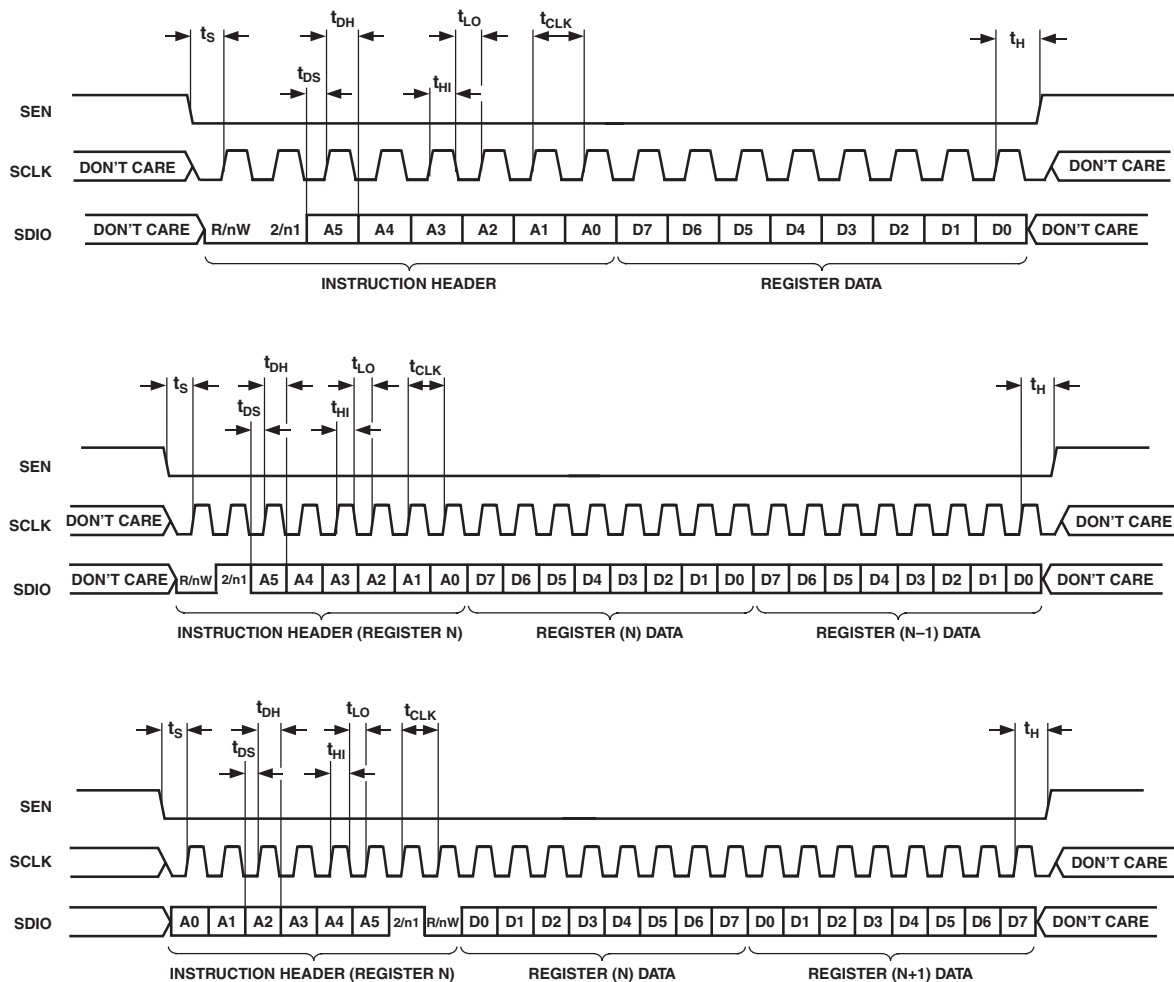 tS tDH tLO tCLK tH
tDS tHI
SEN
SCLK DON'T CARE DON'T CARE
SDIO DON'T CARE R/nW 2/n1 A5 A4 A3 A2 A1 A0 D7 D6 D5 D4 D3 D2 D1 D0 DON'T CARE
INSTRUCTION HEADER REGISTER DATA
tS tDH tLO tCLK tH
tDS tHI
SEN
SCLK DON'T CARE DON'T CARE
SDIO DON'T CARE R/nW 2/n1 A5 A4 A3 A2 A1 A0 D7 D6 D5 D4 D3 D2 D1 D0 D7 D6 D5 D4 D3 D2 D1 D0 DON'T CARE
INSTRUCTION HEADER (REGISTER N) REGISTER (N) DATA REGISTER (N–1) DATA
tS tDH tLO tCLK tH
tDS tHI
SEN
SCLK DON'T CARE
SDIO A0 A1 A2 A3 A4 A5 2/n1 R/nW D0 D1 D2 D3 D4 D5 D6 D7 D0 D1 D2 D3 D4 D5 D6 D7 DON'T CARE
INSTRUCTION HEADER (REGISTER N) REGISTER (N) DATA REGISTER (N+1) DATA